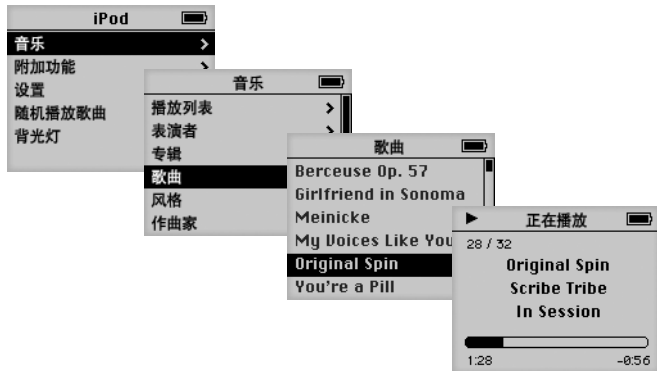 iPod
音乐
附加功能
设置
随机播放歌曲
背光灯
音乐
播放列表
表演者
专辑
歌曲
风格
作曲家
歌曲
Berceuse Op. 57
Girlfriend in Sonoma
Meinicke
My Voices Like You
Original Spin
You're a Pill
正在播放
28 / 32
Original Spin
Scribe Tribe
In Session
1:28 -0:56